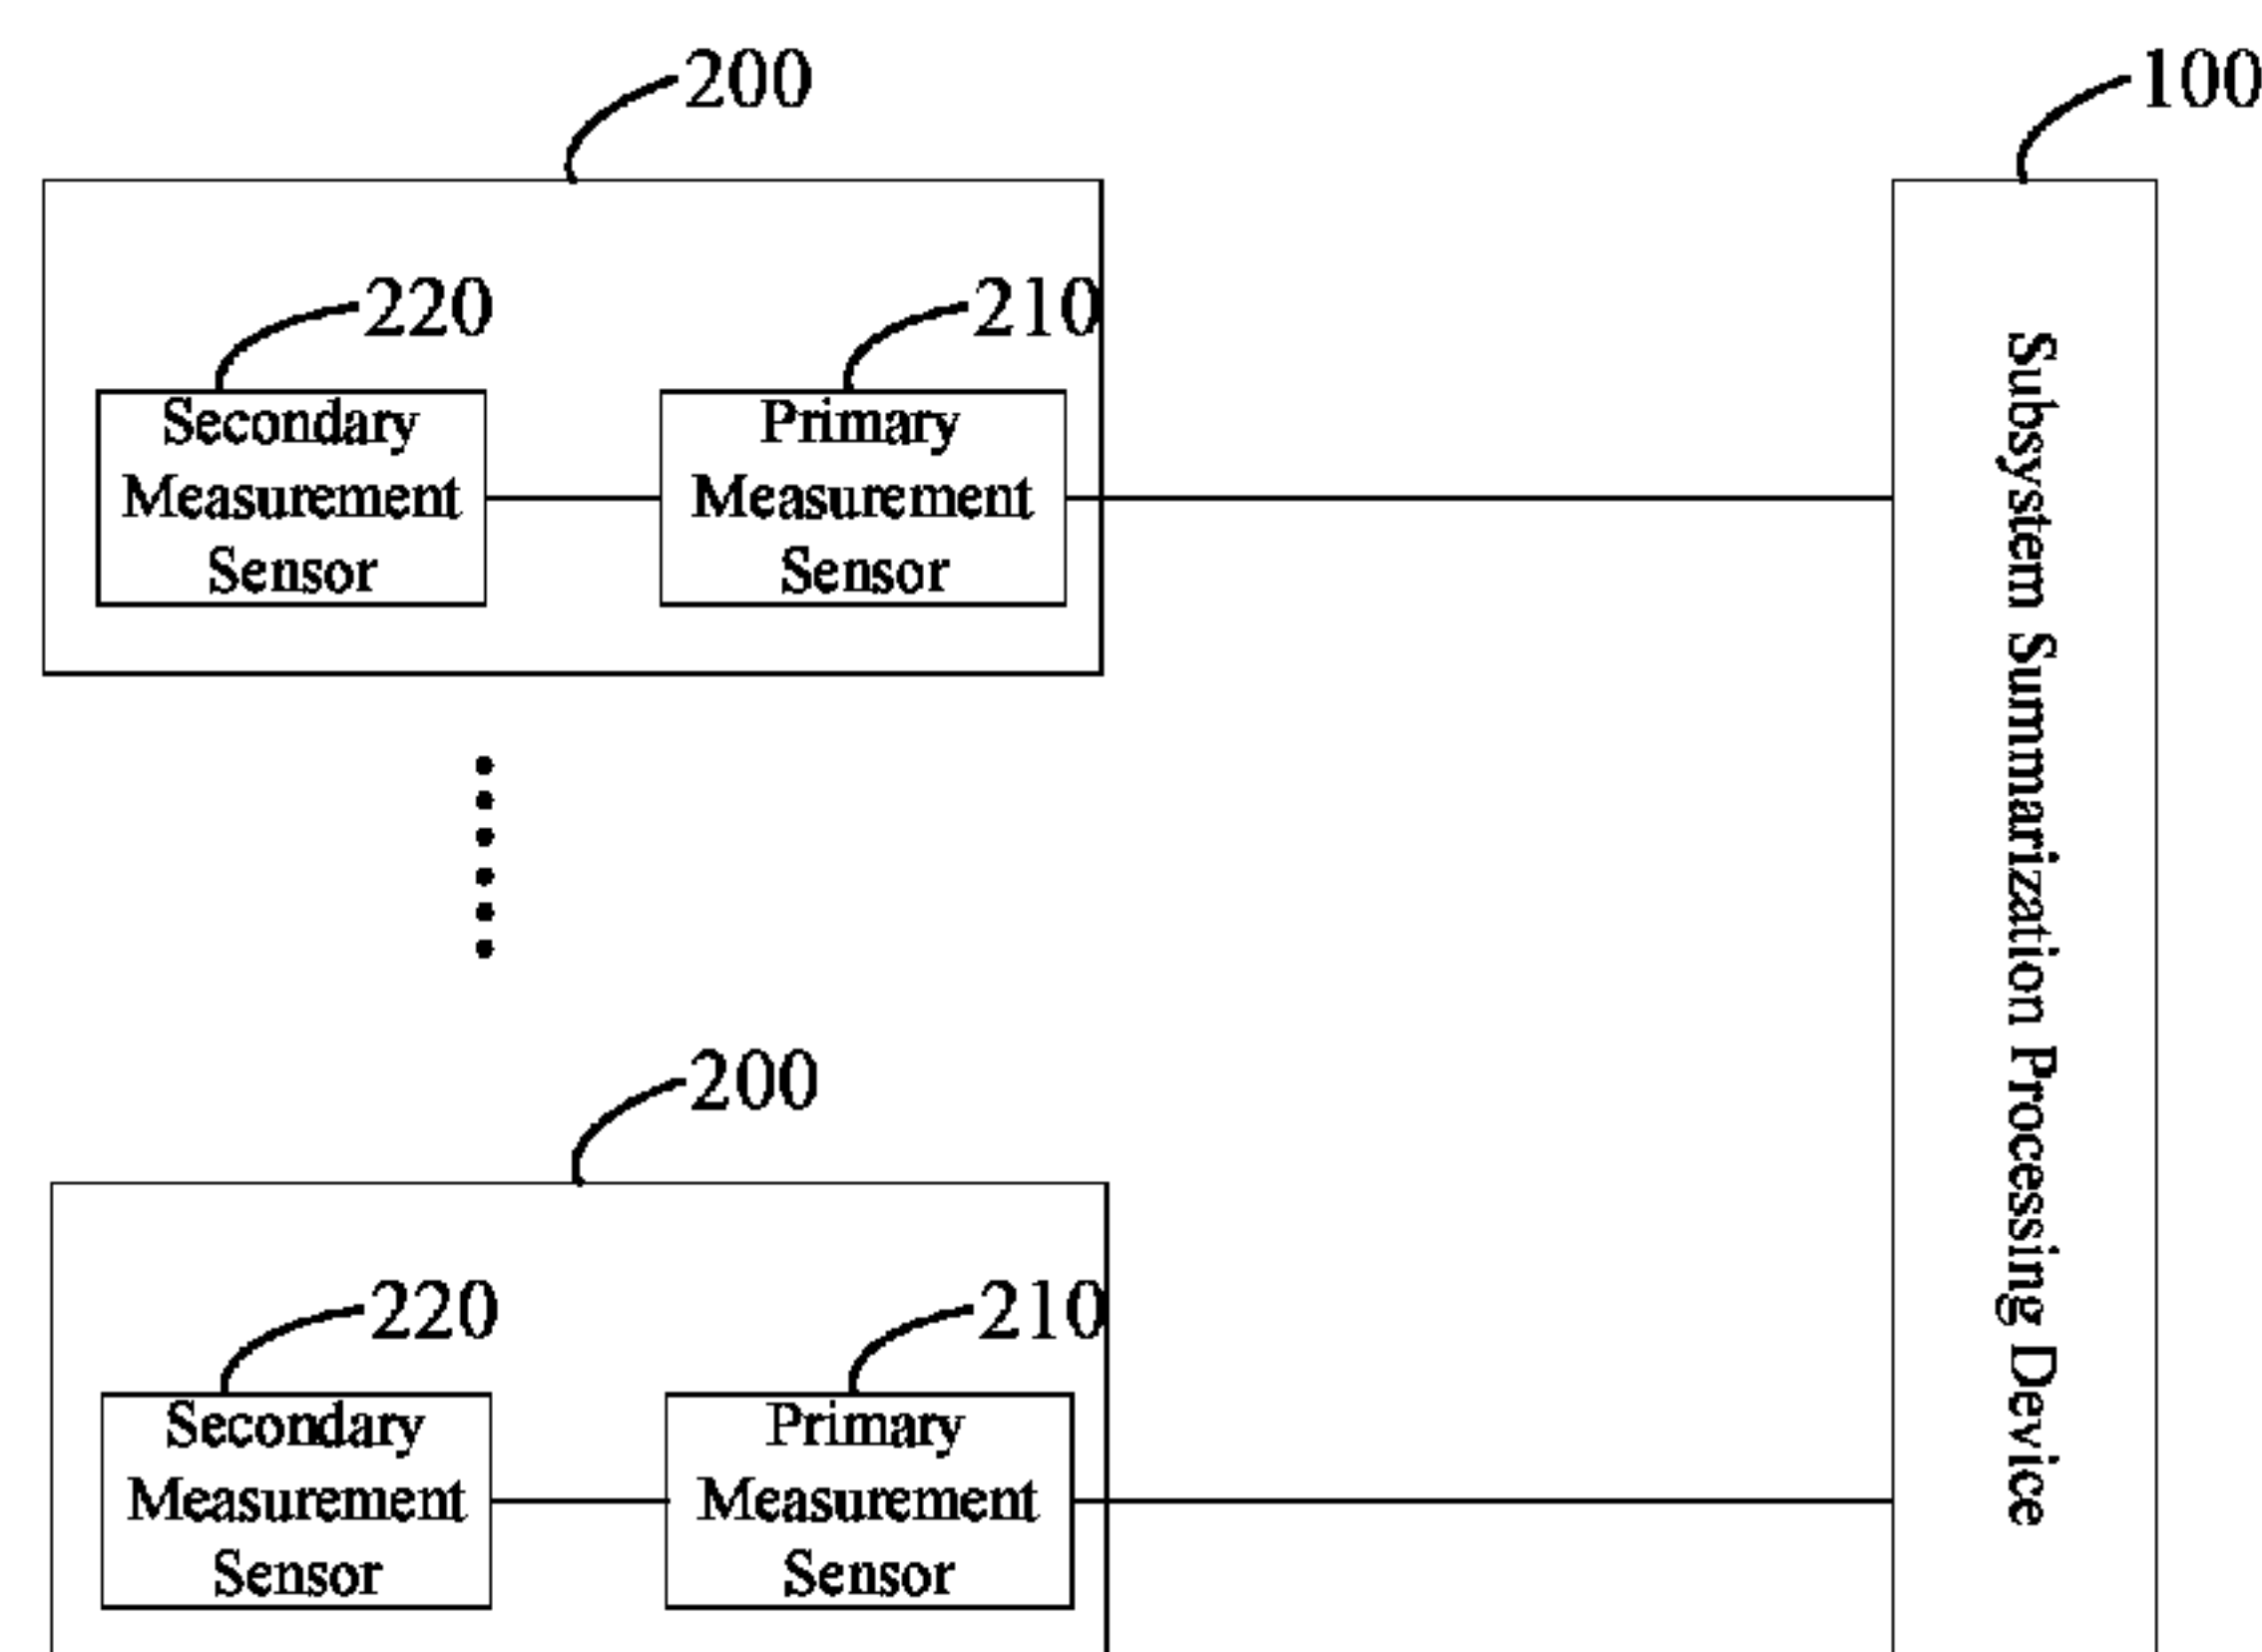 200
100
220
210
Secondary
Measurement
Sensor
Primary
Measurement
Sensor
Subsystem Summarization Processing Device
200
220
210
Secondary
Measurement
Sensor
Primary
Measurement
Sensor